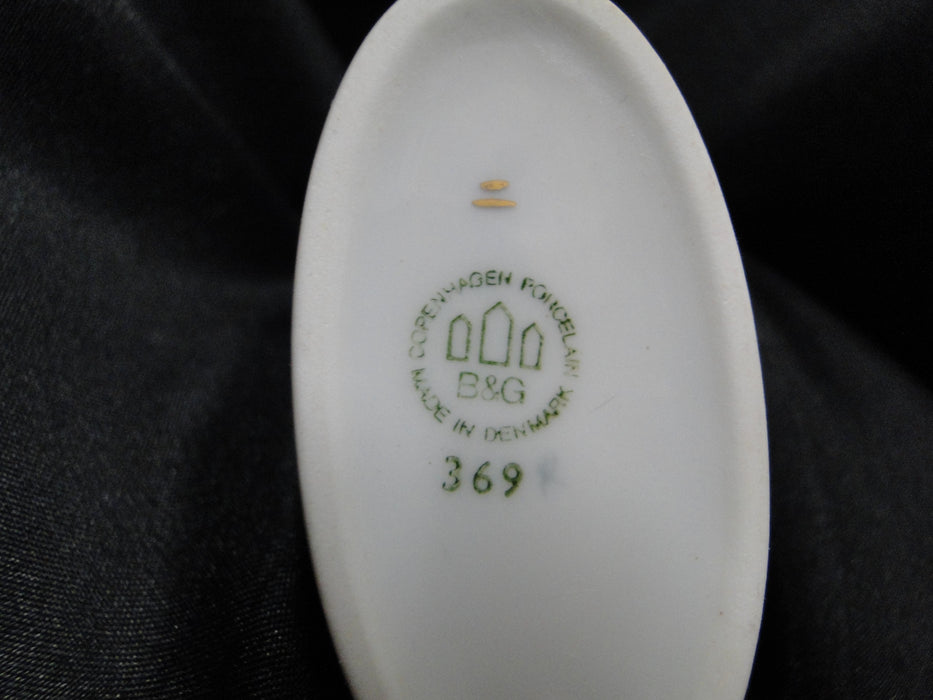 COPENHAGEN PORCELAIN
B&G
MADE IN DENMARK
369